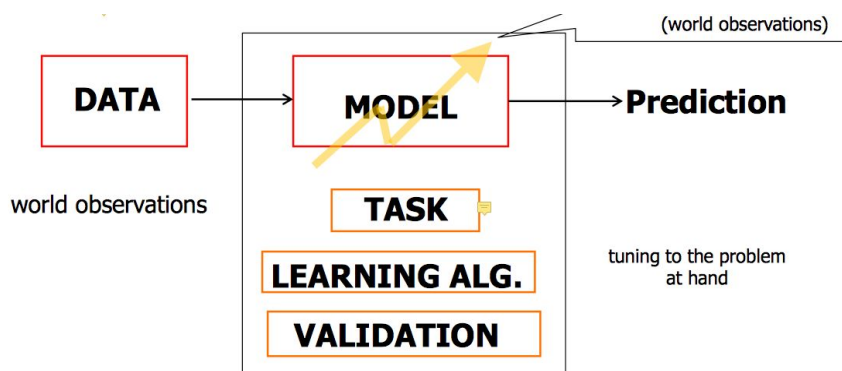 (world observations)
DATA
MODEL
Prediction
world observations
TASK
LEARNING ALG.
tuning to the problem
at hand
VALIDATION